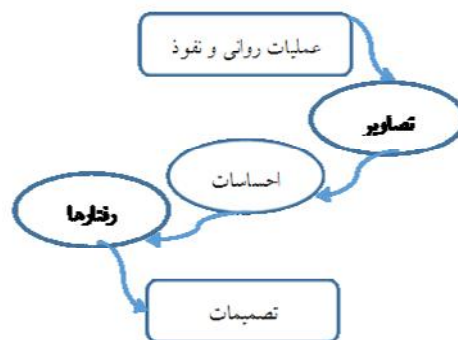 عملیات روانی و نفوذ
تصاویر
احساسات
رفتارها
تصمیمات